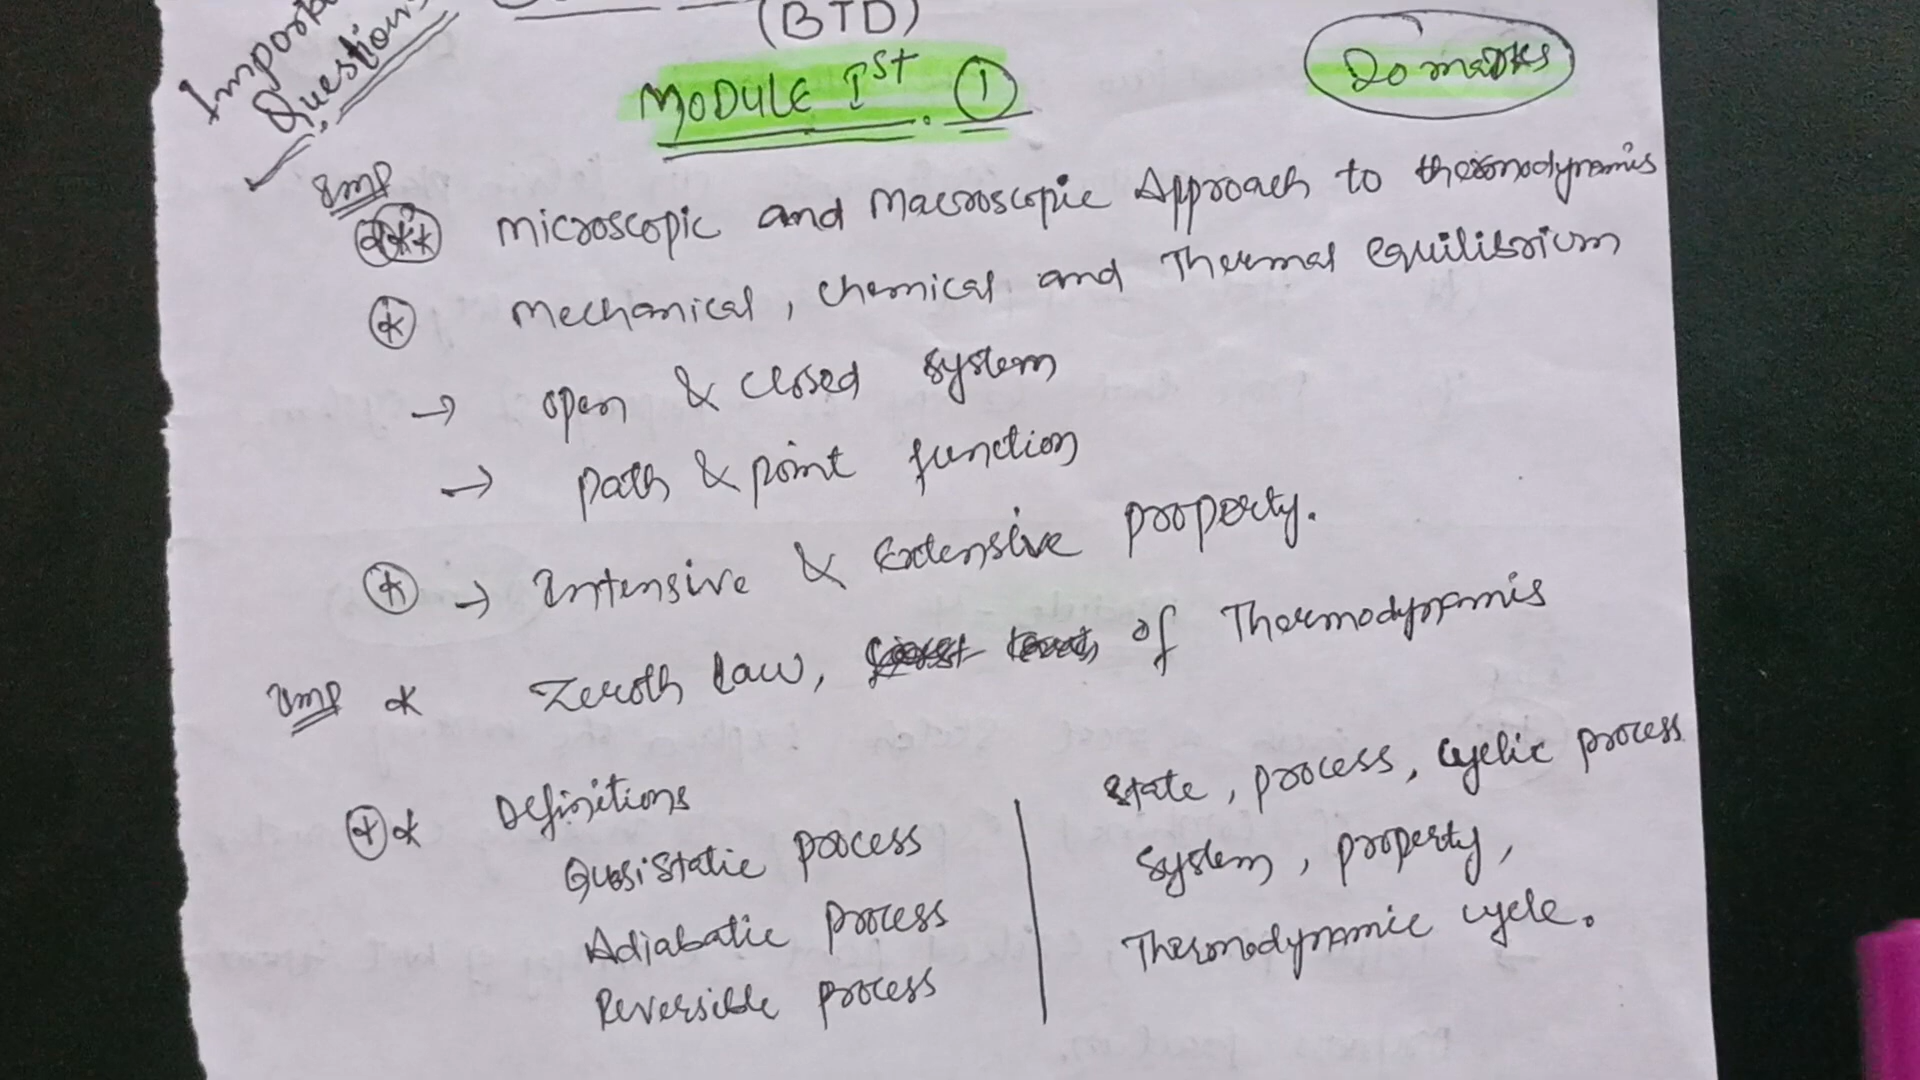 Important Questions
(BTD)
MODULE Ist. 1
20 marks
Imp *** Microscopic and Macroscopic Approach to thermodynamis
* Mechanical, chemical and Thermal equilibrium
→ open & closed system
→ path & point function
* → Intensive & Extensive property.
Imp * Zeroth law, of Thermodynamis
* * Definitions
Quasistatic process
Adiabatic process
Reversible process
State, process, cyclic process
system, property,
Thermodynamic cycle.